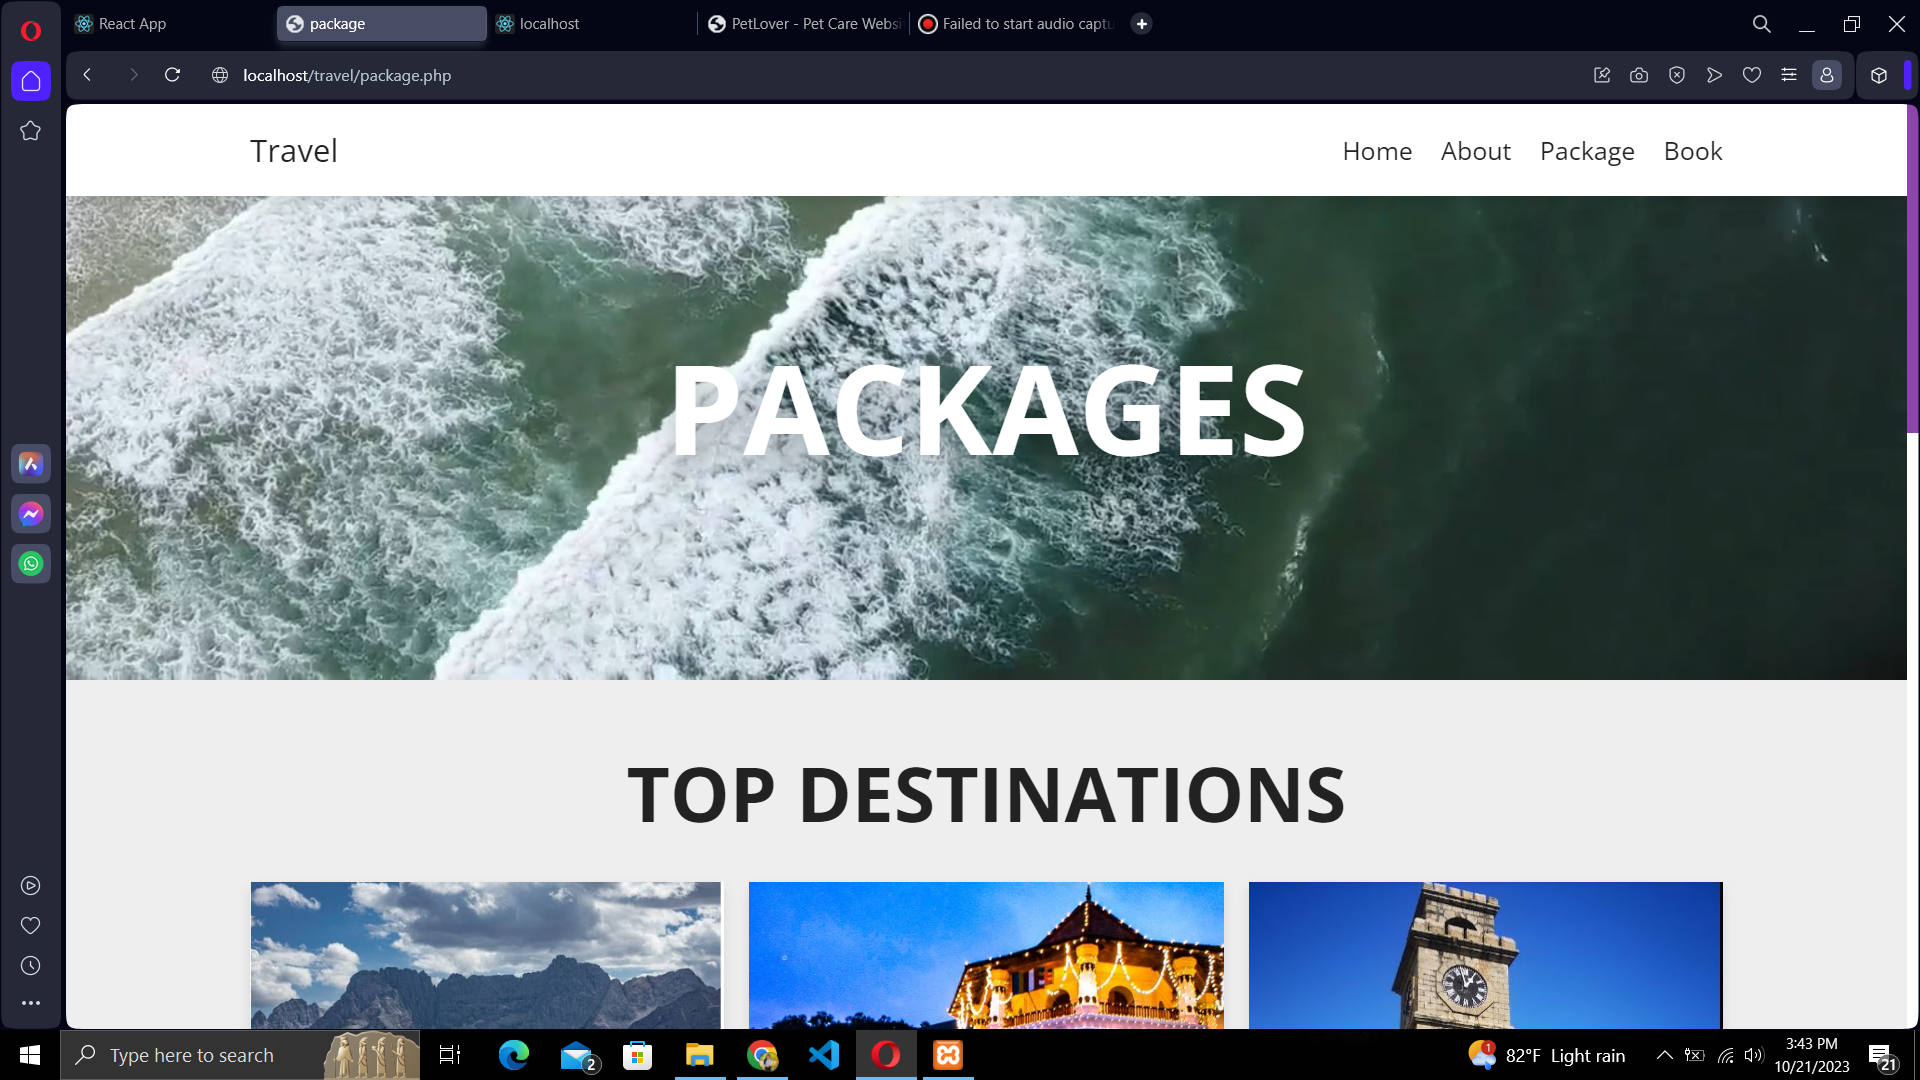 React App
package
localhost
PetLover - Pet Care Websi
Failed to start audio captu
localhost/travel/package.php
Travel
Home
About
Package
Book
PACKAGES
TOP DESTINATIONS
Type here to search
2
1
82°F Light rain
3:43 PM
10/21/2023
21